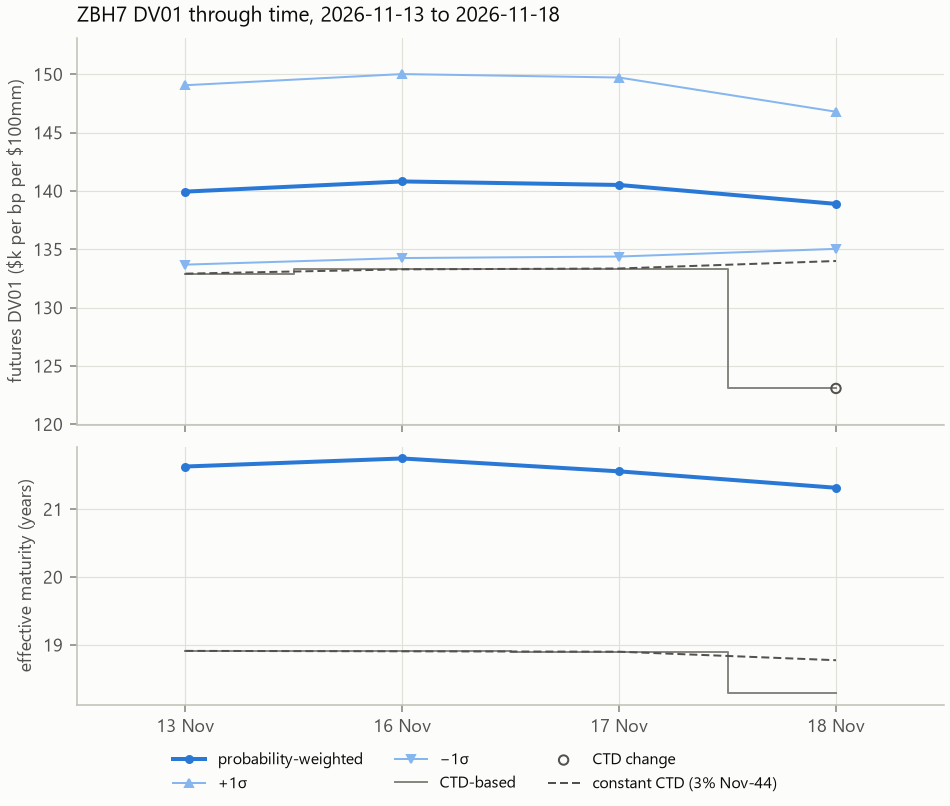 ZBH7 DV01 through time, 2026-11-13 to 2026-11-18
futures DV01 ($k per bp per $100mm)
150
145
140
135
130
125
120
effective maturity (years)
21
20
19
13 Nov
16 Nov
17 Nov
18 Nov
probability-weighted
−1σ
CTD change
+1σ
CTD-based
constant CTD (3% Nov-44)